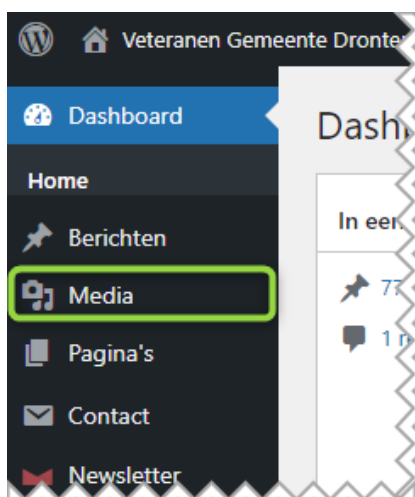 Veteranen Gemeente Dronte
Dashboard
Dash
Home
In een
Berichten
77
Media
1 r
Pagina's
Contact
Newsletter